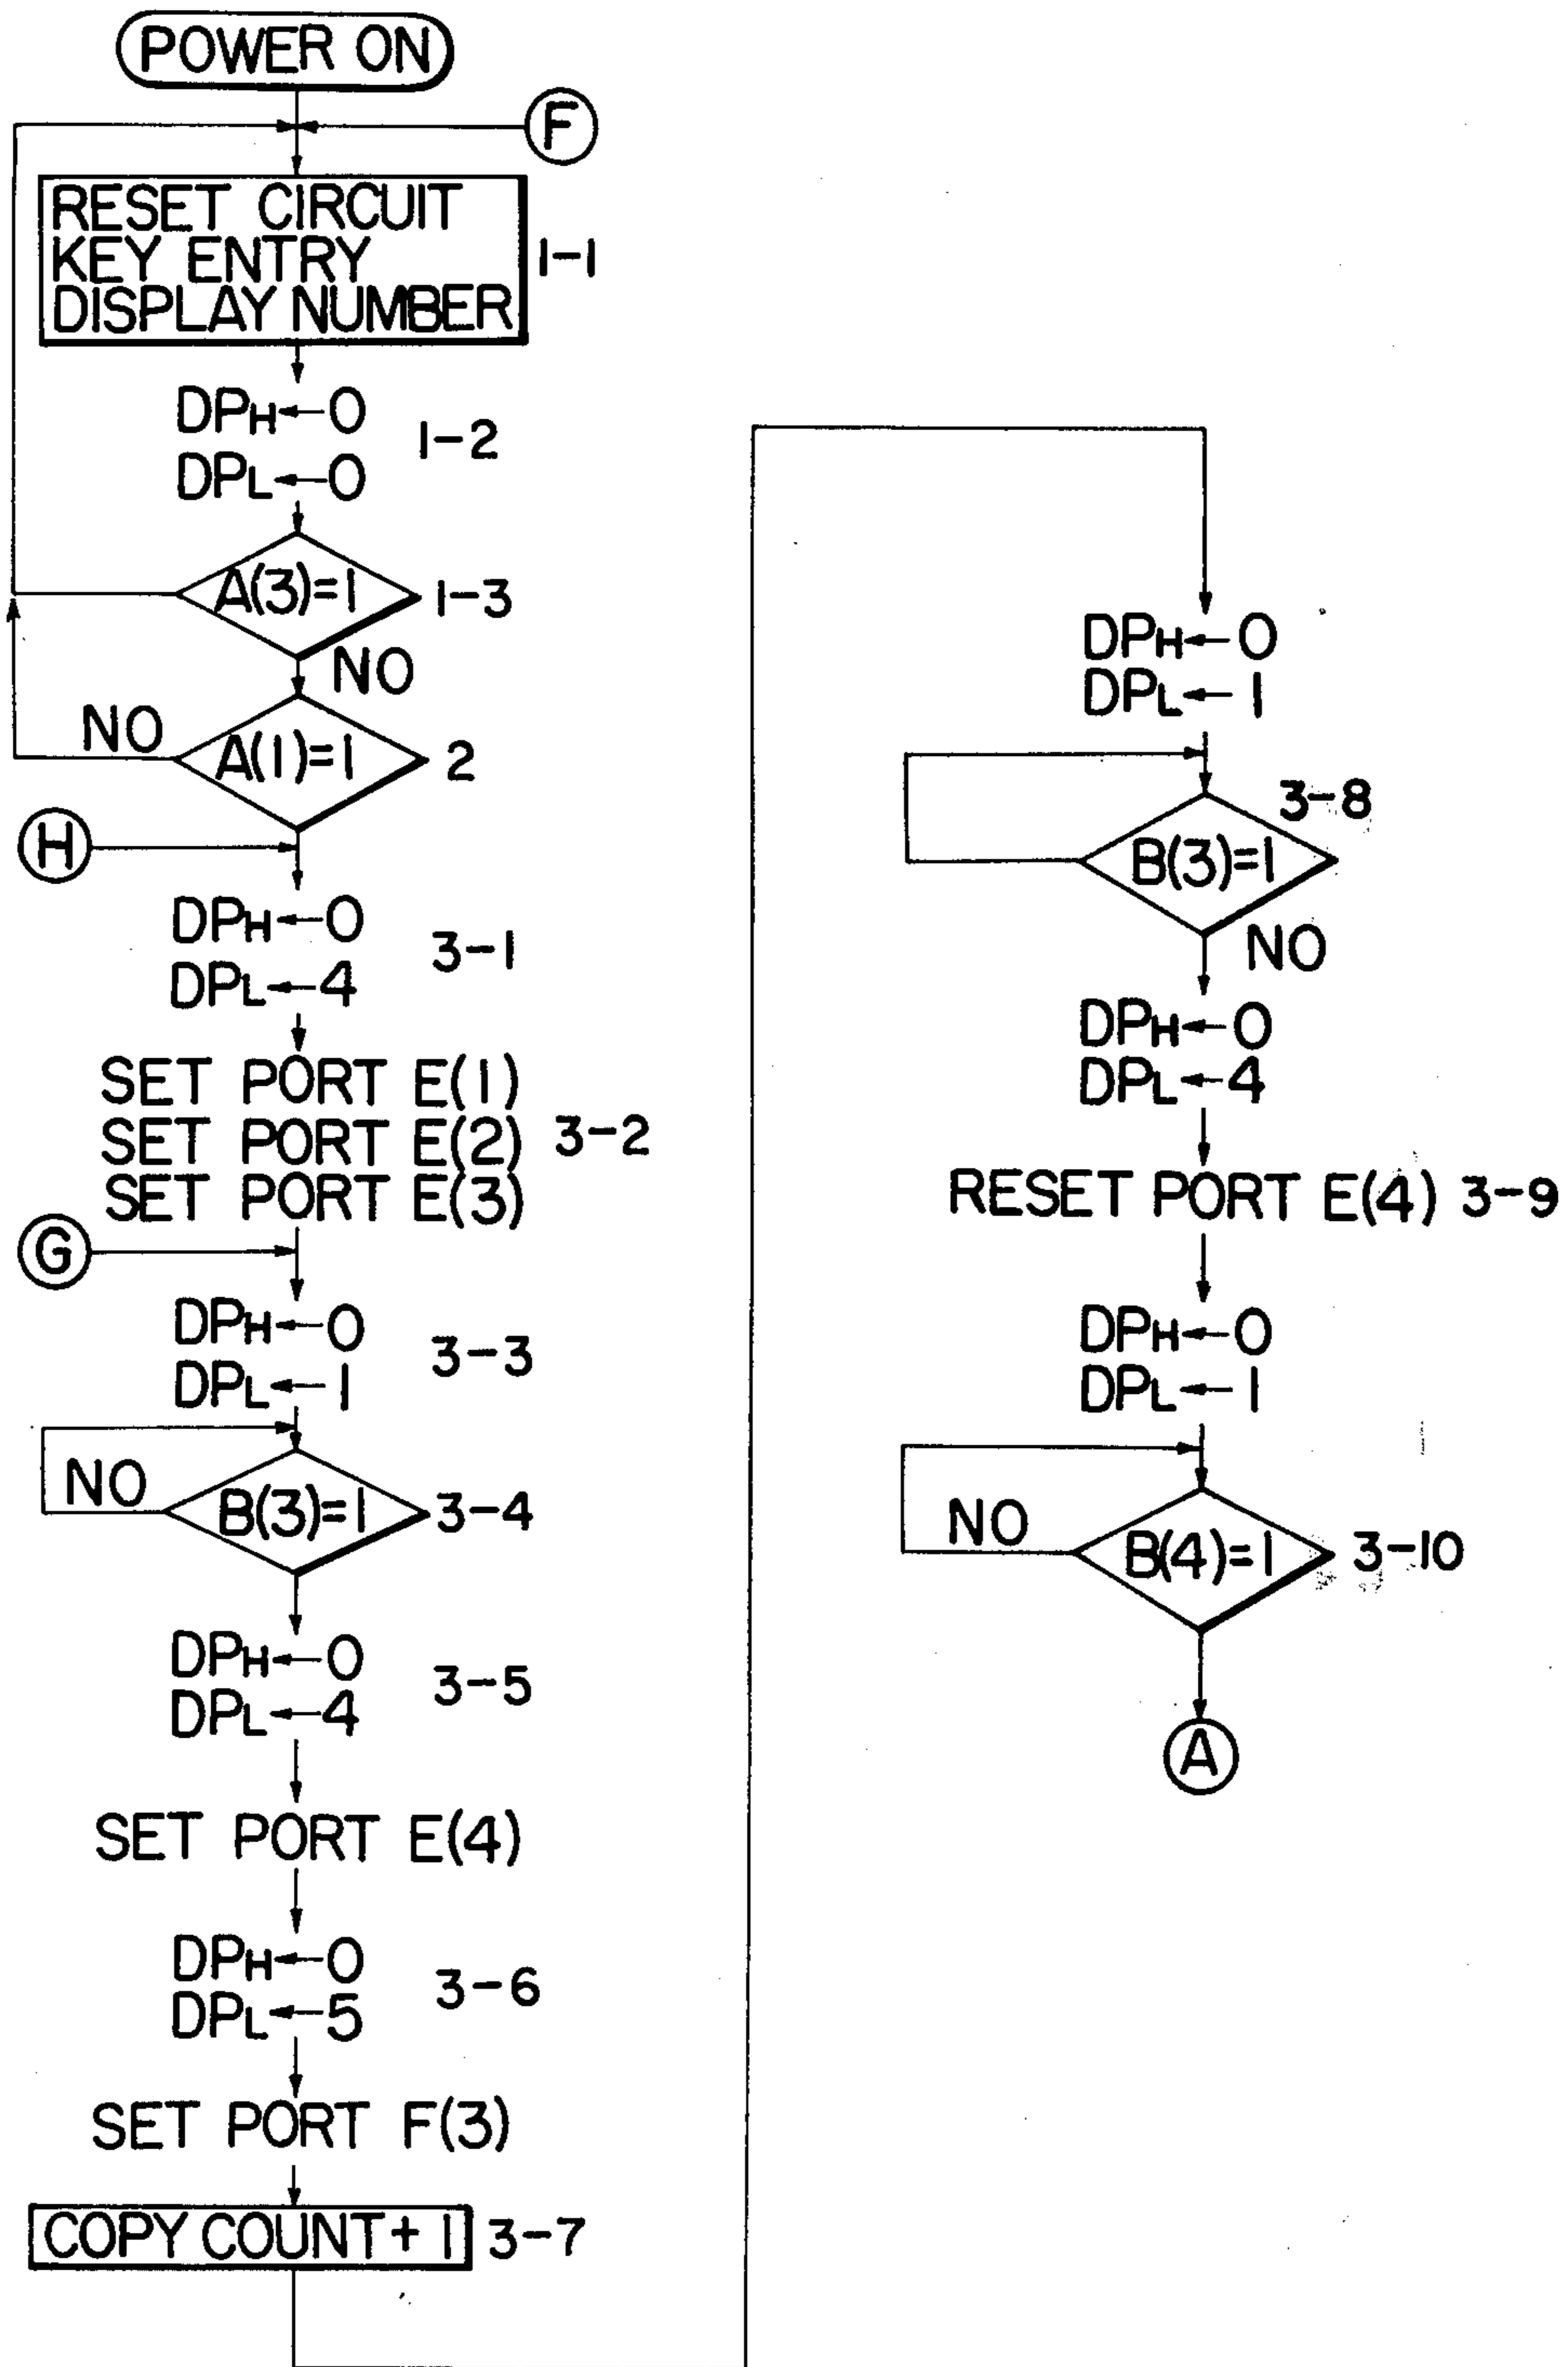 POWER ON
F
RESET CIRCUIT
KEY ENTRY
DISPLAY NUMBER
1-1
DPH←0
DPL←0
1-2
A(3)=1
1-3
NO
NO
A(1)=1
2
H
DPH←0
DPL←4
3-1
SET PORT E(1)
SET PORT E(2)
SET PORT E(3)
3-2
G
DPH←0
DPL←1
3-3
NO
B(3)=1
3-4
DPH←0
DPL←4
3-5
SET PORT E(4)
DPH←0
DPL←5
3-6
SET PORT F(3)
COPY COUNT+1
3-7
DPH←0
DPL←1
3-8
B(3)=1
NO
DPH←0
DPL←4
RESET PORT E(4) 3-9
DPH←0
DPL←1
NO
B(4)=1
3-10
A